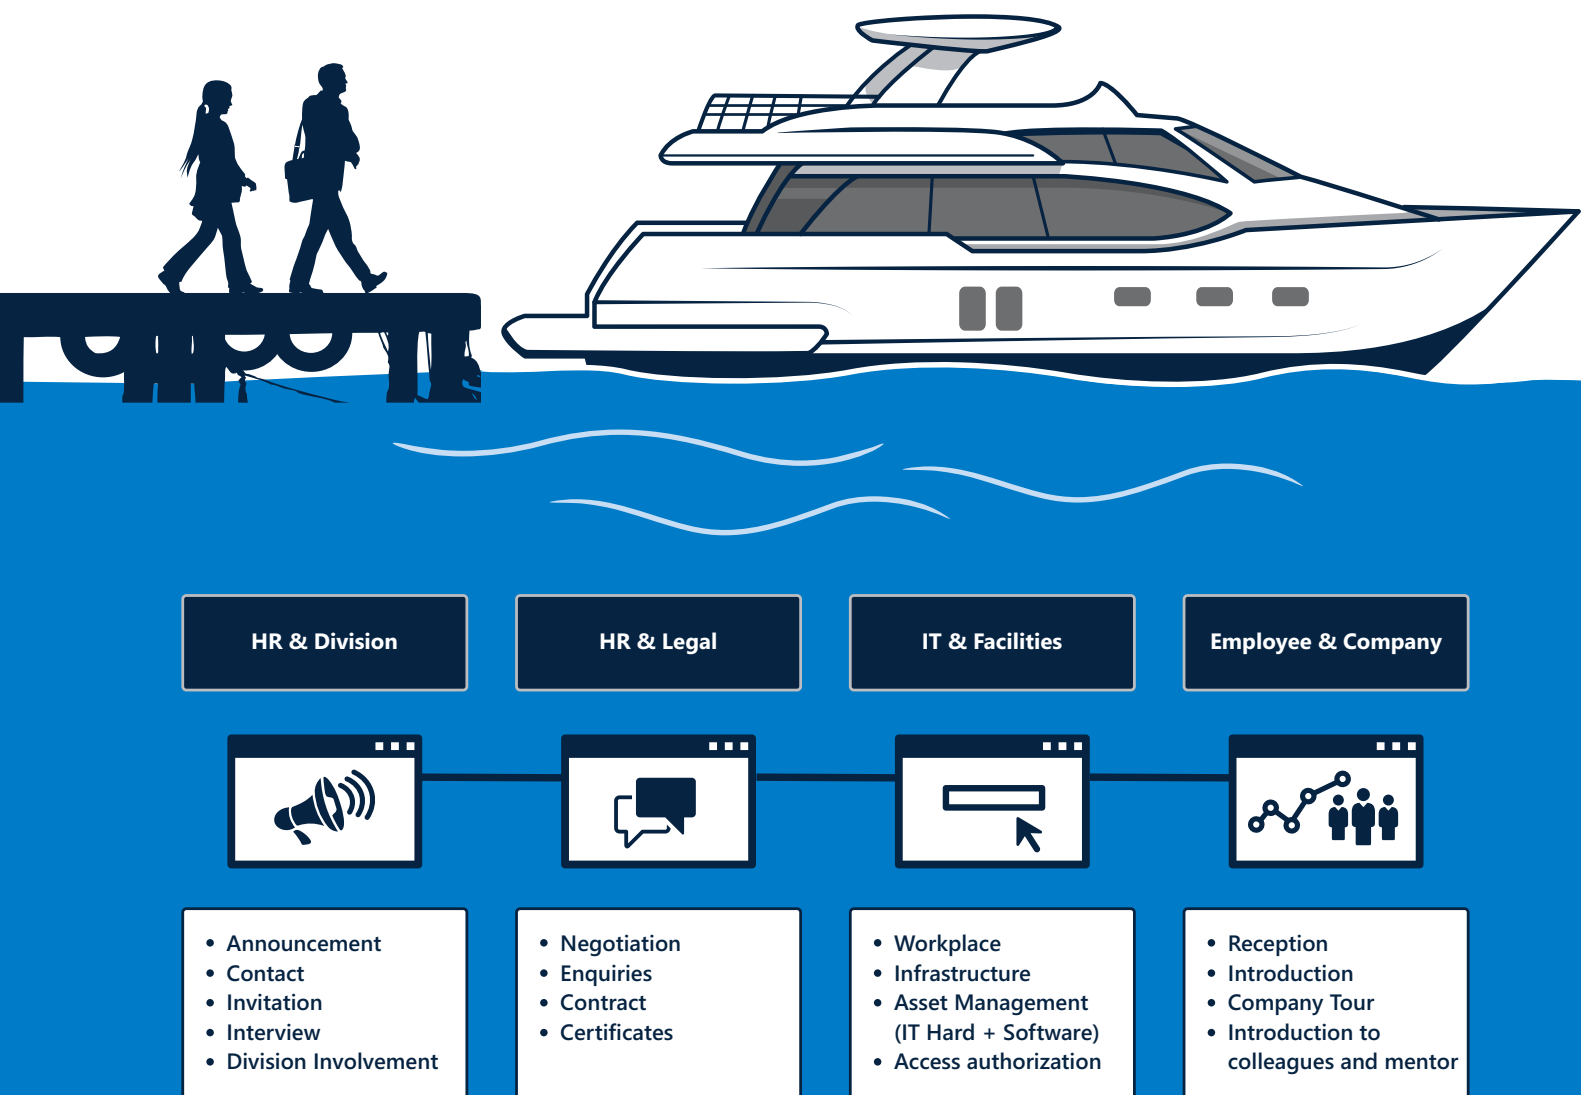 HR & Division
HR & Legal
IT & Facilities
Employee & Company
• Announcement
• Contact
• Invitation
• Interview
• Division Involvement
• Negotiation
• Enquiries
• Contract
• Certificates
• Workplace
• Infrastructure
• Asset Management
(IT Hard + Software)
• Access authorization
• Reception
• Introduction
• Company Tour
• Introduction to
colleagues and mentor